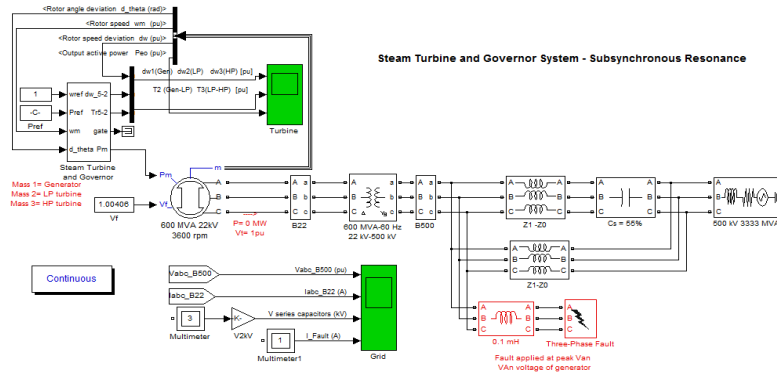 <Rotor angle deviation d_theta (rad)>
<Rotor speed wm (pu)>
<Rotor speed deviation dw (pu)>
<Output active power Peo (pu)>
Steam Turbine and Governor System - Subsynchronous Resonance
dw1(Gen) dw2(LP) dw3(HP) [pu]
T2 (Gen-LP) T3(LP-HP) [pu]
Turbine
1
-C-
Pref
wref dw_5-2
Pref Tr5-2
wm gate
d_theta Pm
Steam Turbine
and Governor
Mass 1= Generator
Mass 2= LP turbine
Mass 3= HP turbine
1.00406
Vf
Pm
m
Vf_
A
B
C
600 MVA 22kV
3600 rpm
P= 0 MW
Vt= 1pu
A a
B b
C c
B22
A a
B b
C c
600 MVA-60 Hz
22 kV-500 kV
A a
B b
C c
B500
A A
B B
C C
Z1 -Z0
A A
B B
C C
Cs = 55%
A
B
C
500 kV 3333 MVA
A A
B B
C C
Z1-Z0
A A
B B
C C
0.1 mH
A
B
C
Three-Phase Fault
Fault applied at peak Van
VAn voltage of generator
Continuous
Vabc_B500
Iabc_B22
3
Multimeter
K-
V2kV
1
Multimeter1
Vabc_B500 (pu)
Iabc_B22 (A)
V series capacitors (kV)
I_Fault (A)
Grid